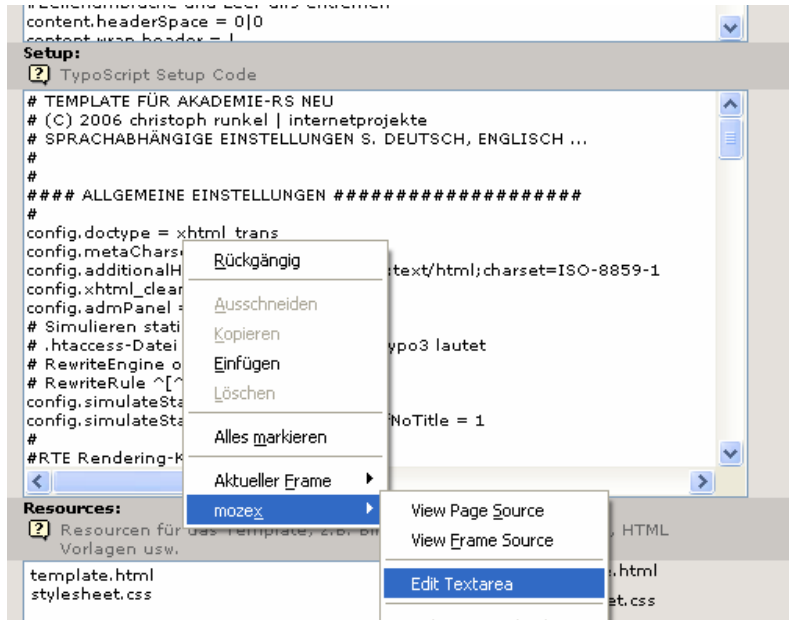 content.headerSpace = 0|0
Setup:
TypoScript Setup Code
# TEMPLATE FÜR AKADEMIE-RS NEU
# (C) 2006 christoph runkel | internetprojekte
# SPRACHABHÄNGIGE EINSTELLUNGEN S. DEUTSCH, ENGLISCH ...
#
#
#### ALLGEMEINE EINSTELLUNGEN ####################
#
config.doctype = xhtml_trans
config.metaCharse
config.additionalH :text/html;charset=ISO-8859-1
config.xhtml_clear
config.admPanel =
# Simulieren stati
# .htaccess-Datei ypo3 lautet
# RewriteEngine o
# RewriteRule ^[^
config.simulateSta
config.simulateSta NoTitle = 1
#
#RTE Rendering-K
Rückgängig
Ausschneiden
Kopieren
Einfügen
Löschen
Alles markieren
Aktueller Frame
mozex
View Page Source
View Frame Source
Edit Textarea
Resources:
Resourcen für das Template, z.B. , HTML
Vorlagen usw.
template.html .html
stylesheet.css et.css